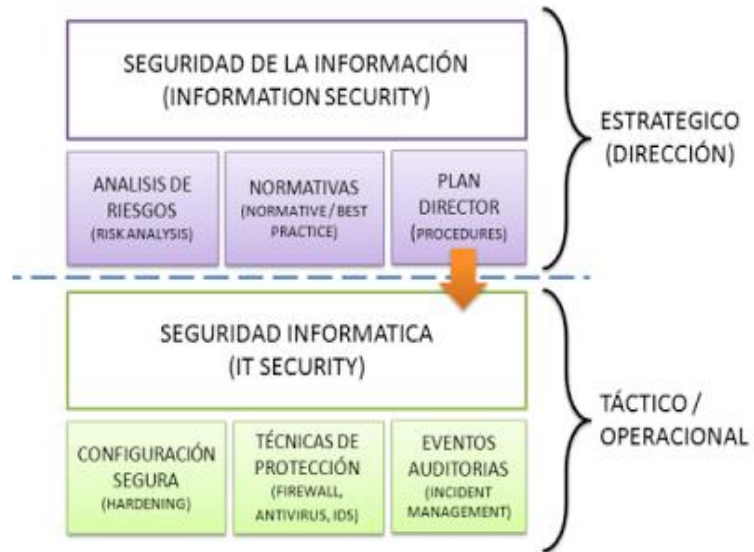 SEGURIDAD DE LA INFORMACIÓN
(INFORMATION SECURITY)
ESTRATEGICO
(DIRECCIÓN)
ANALISIS DE
RIESGOS
(RISK ANALYSIS)
NORMATIVAS
(NORMATIVE / BEST
PRACTICE)
PLAN
DIRECTOR
(PROCEDURES)
SEGURIDAD INFORMATICA
(IT SECURITY)
TÁCTICO /
OPERACIONAL
CONFIGURACIÓN
SEGURA
(HARDENING)
TÉCNICAS DE
PROTECCIÓN
(FIREWALL,
ANTIVIRUS, IDS)
EVENTOS
AUDITORIAS
(INCIDENT
MANAGEMENT)